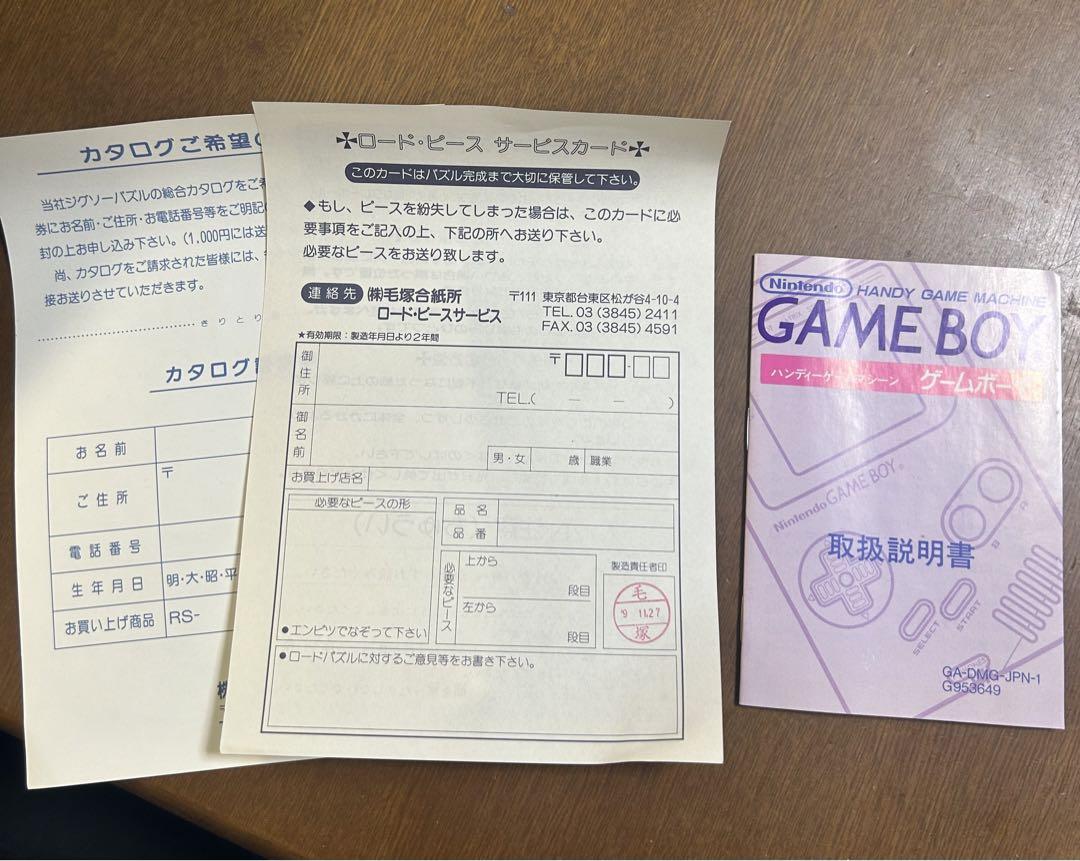 カタログご希望の
当社ジグソーパズルの総合カタログをご希
券にお名前・ご住所・お電話番号等をご明記
封の上お申し込み下さい。(1,000円には送
尚、カタログをご請求された皆様には、
接お送りさせていただきます。
きりとり
カタログ
お名前
ご住所
〒
電話番号
生年月日
明・大・昭・平
お買い上げ商品
RS-
株
ロード・ピース サービスカード
このカードはパズル完成まで大切に保管して下さい。
◆もし、ピースを紛失してしまった場合は、このカードに必
要事項をご記入の上、下記の所へお送り下さい。
必要なピースをお送り致します。
連絡先 ㈱毛塚合紙所 〒111 東京都台東区松が谷4-10-4
ロード・ピースサービス TEL. 03 (3845) 2411
FAX. 03 (3845) 4591
★有効期限:製造年月日より2年間
御住所
〒□□□-□□
TEL.( - - )
御名前
男・女 歳 職業
お買上げ店名
必要なピースの形
●エンピツでなぞって下さい
品名
品番
必要なピース
上から
段目
左から
段目
製造責任者印
毛
9 11.27
塚
●ロードパズルに対するご意見等をお書き下さい。
Nintendo HANDY GAME MACHINE
GAME BOY
ハンディーゲームマシーン ゲームボーイ
Nintendo GAME BOY
A
B
取扱説明書
SELECT
START
PHONES
GA-DMG-JPN-1
G953649